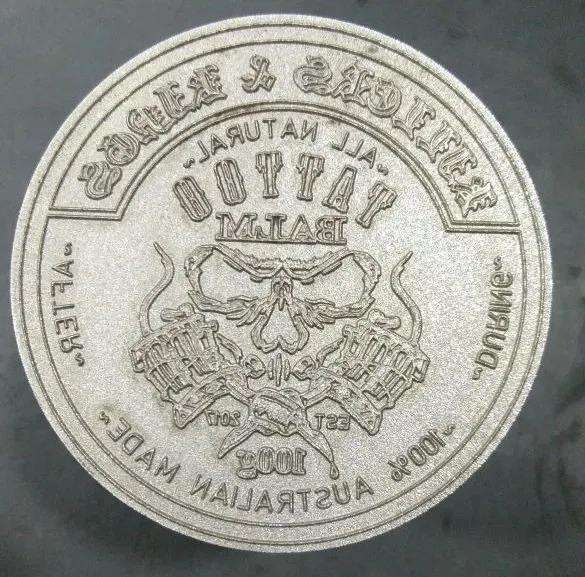 &
"ALL NATURAL"
TATTOO
BALM
"AFTER"
"DURING"
EST 2017
100g
"100%
AUSTRALIAN MADE"